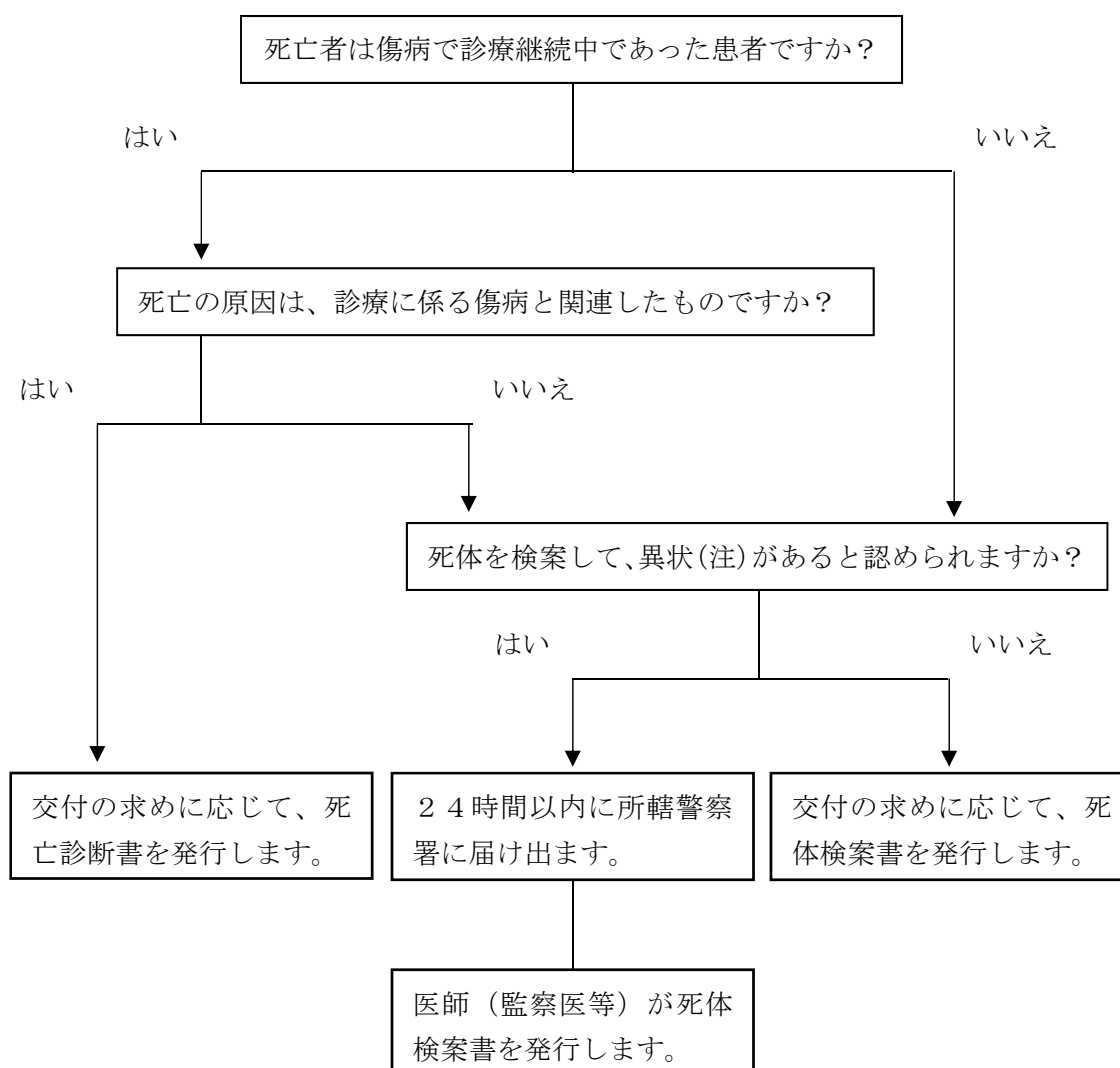 死亡者は傷病で診療継続中であった患者ですか？
はい
いいえ
死亡の原因は、診療に係る傷病と関連したものですか？
はい
いいえ
死体を検案して、異状(注)があると認められますか？
はい
いいえ
交付の求めに応じて、死
亡診断書を発行します。
２４時間以内に所轄警察
署に届け出ます。
交付の求めに応じて、死
体検案書を発行します。
医師（監察医等）が死体
検案書を発行します。